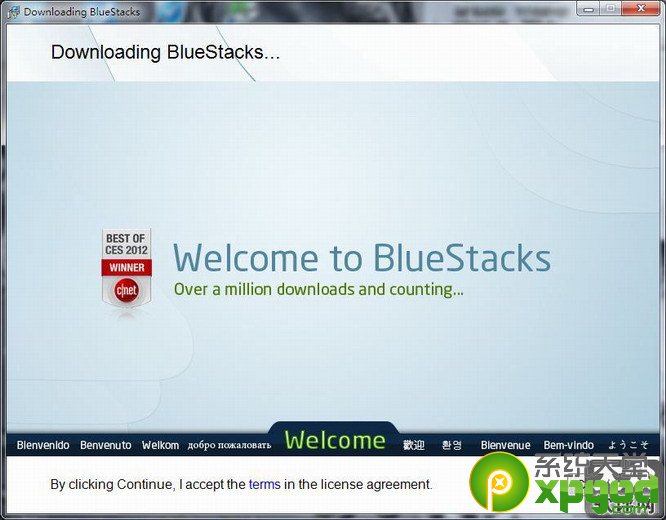 Downloading BlueStacks
Downloading BlueStacks...
BEST OF
CES 2012
WINNER
c|net
Welcome to BlueStacks
Over a million downloads and counting...
Bienvenido Benvenuto Welkom добро пожаловать Welcome 歡迎 환영 Bienvenue Bem-vindo ようこそ
By clicking Continue, I accept the terms in the license agreement.
系统天堂
xpgod